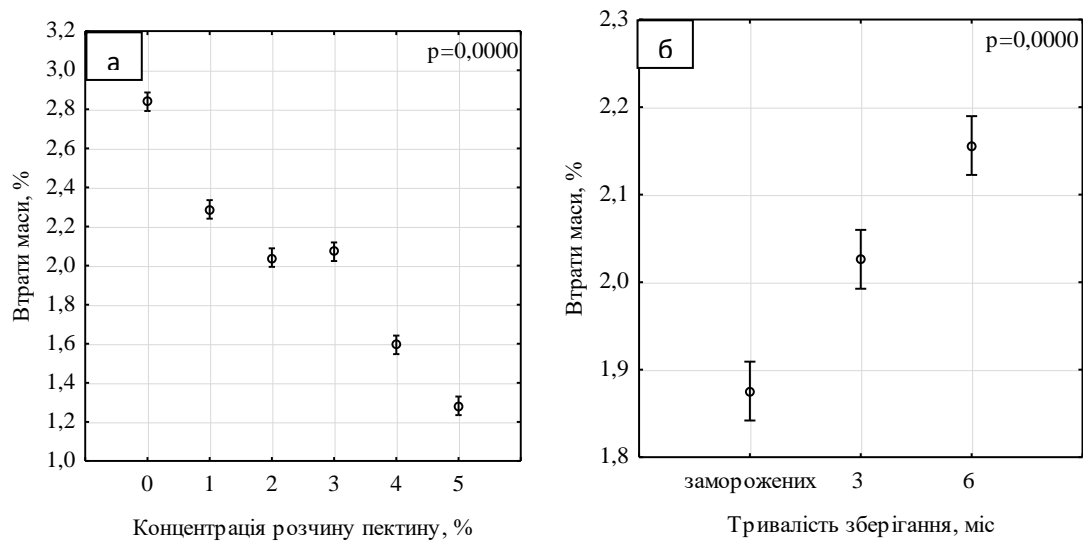 а
p=0,0000
Втрати маси, %
3,2
3,0
2,8
2,6
2,4
2,2
2,0
1,8
1,6
1,4
1,2
1,0
0 1 2 3 4 5
Концентрація розчину пектину, %
б
p=0,0000
Втрати маси, %
2,3
2,2
2,1
2,0
1,9
1,8
заморожених 3 6
Тривалість зберігання, міс